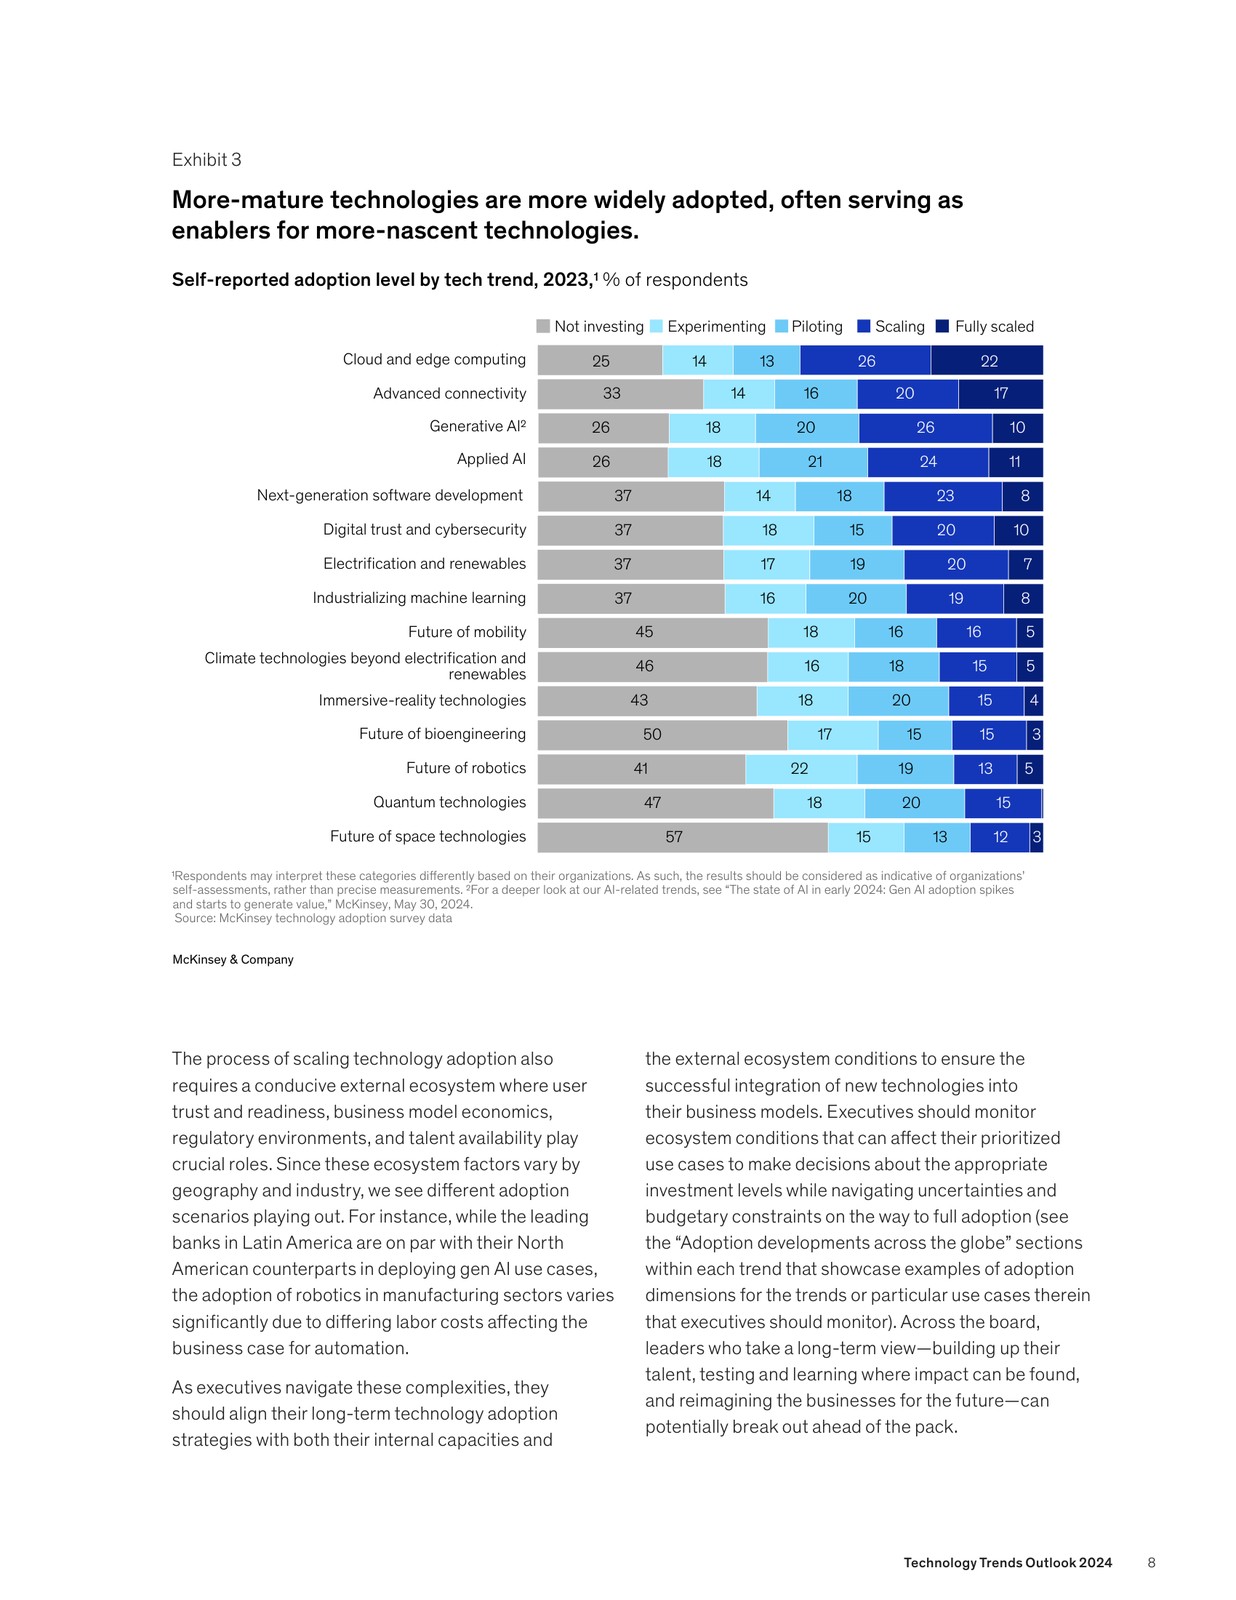 Exhibit 3
More-mature technologies are more widely adopted, often serving as
enablers for more-nascent technologies.
Self-reported adoption level by tech trend, 2023,¹ % of respondents
Not investing Experimenting Piloting Scaling Fully scaled
Cloud and edge computing 25 14 13 26 22
Advanced connectivity 33 14 16 20 17
Generative AI² 26 18 20 26 10
Applied AI 26 18 21 24 11
Next-generation software development 37 14 18 23 8
Digital trust and cybersecurity 37 18 15 20 10
Electrification and renewables 37 17 19 20 7
Industrializing machine learning 37 16 20 19 8
Future of mobility 45 18 16 16 5
Climate technologies beyond electrification and
renewables 46 16 18 15 5
Immersive-reality technologies 43 18 20 15 4
Future of bioengineering 50 17 15 15 3
Future of robotics 41 22 19 13 5
Quantum technologies 47 18 20 15
Future of space technologies 57 15 13 12 3
¹Respondents may interpret these categories differently based on their organizations. As such, the results should be considered as indicative of organizations’
self-assessments, rather than precise measurements. ²For a deeper look at our AI-related trends, see “The state of AI in early 2024: Gen AI adoption spikes
and starts to generate value,” McKinsey, May 30, 2024.
Source: McKinsey technology adoption survey data
McKinsey & Company
The process of scaling technology adoption also
requires a conducive external ecosystem where user
trust and readiness, business model economics,
regulatory environments, and talent availability play
crucial roles. Since these ecosystem factors vary by
geography and industry, we see different adoption
scenarios playing out. For instance, while the leading
banks in Latin America are on par with their North
American counterparts in deploying gen AI use cases,
the adoption of robotics in manufacturing sectors varies
significantly due to differing labor costs affecting the
business case for automation.
As executives navigate these complexities, they
should align their long-term technology adoption
strategies with both their internal capacities and
the external ecosystem conditions to ensure the
successful integration of new technologies into
their business models. Executives should monitor
ecosystem conditions that can affect their prioritized
use cases to make decisions about the appropriate
investment levels while navigating uncertainties and
budgetary constraints on the way to full adoption (see
the “Adoption developments across the globe” sections
within each trend that showcase examples of adoption
dimensions for the trends or particular use cases therein
that executives should monitor). Across the board,
leaders who take a long-term view—building up their
talent, testing and learning where impact can be found,
and reimagining the businesses for the future—can
potentially break out ahead of the pack.
Technology Trends Outlook 2024 8